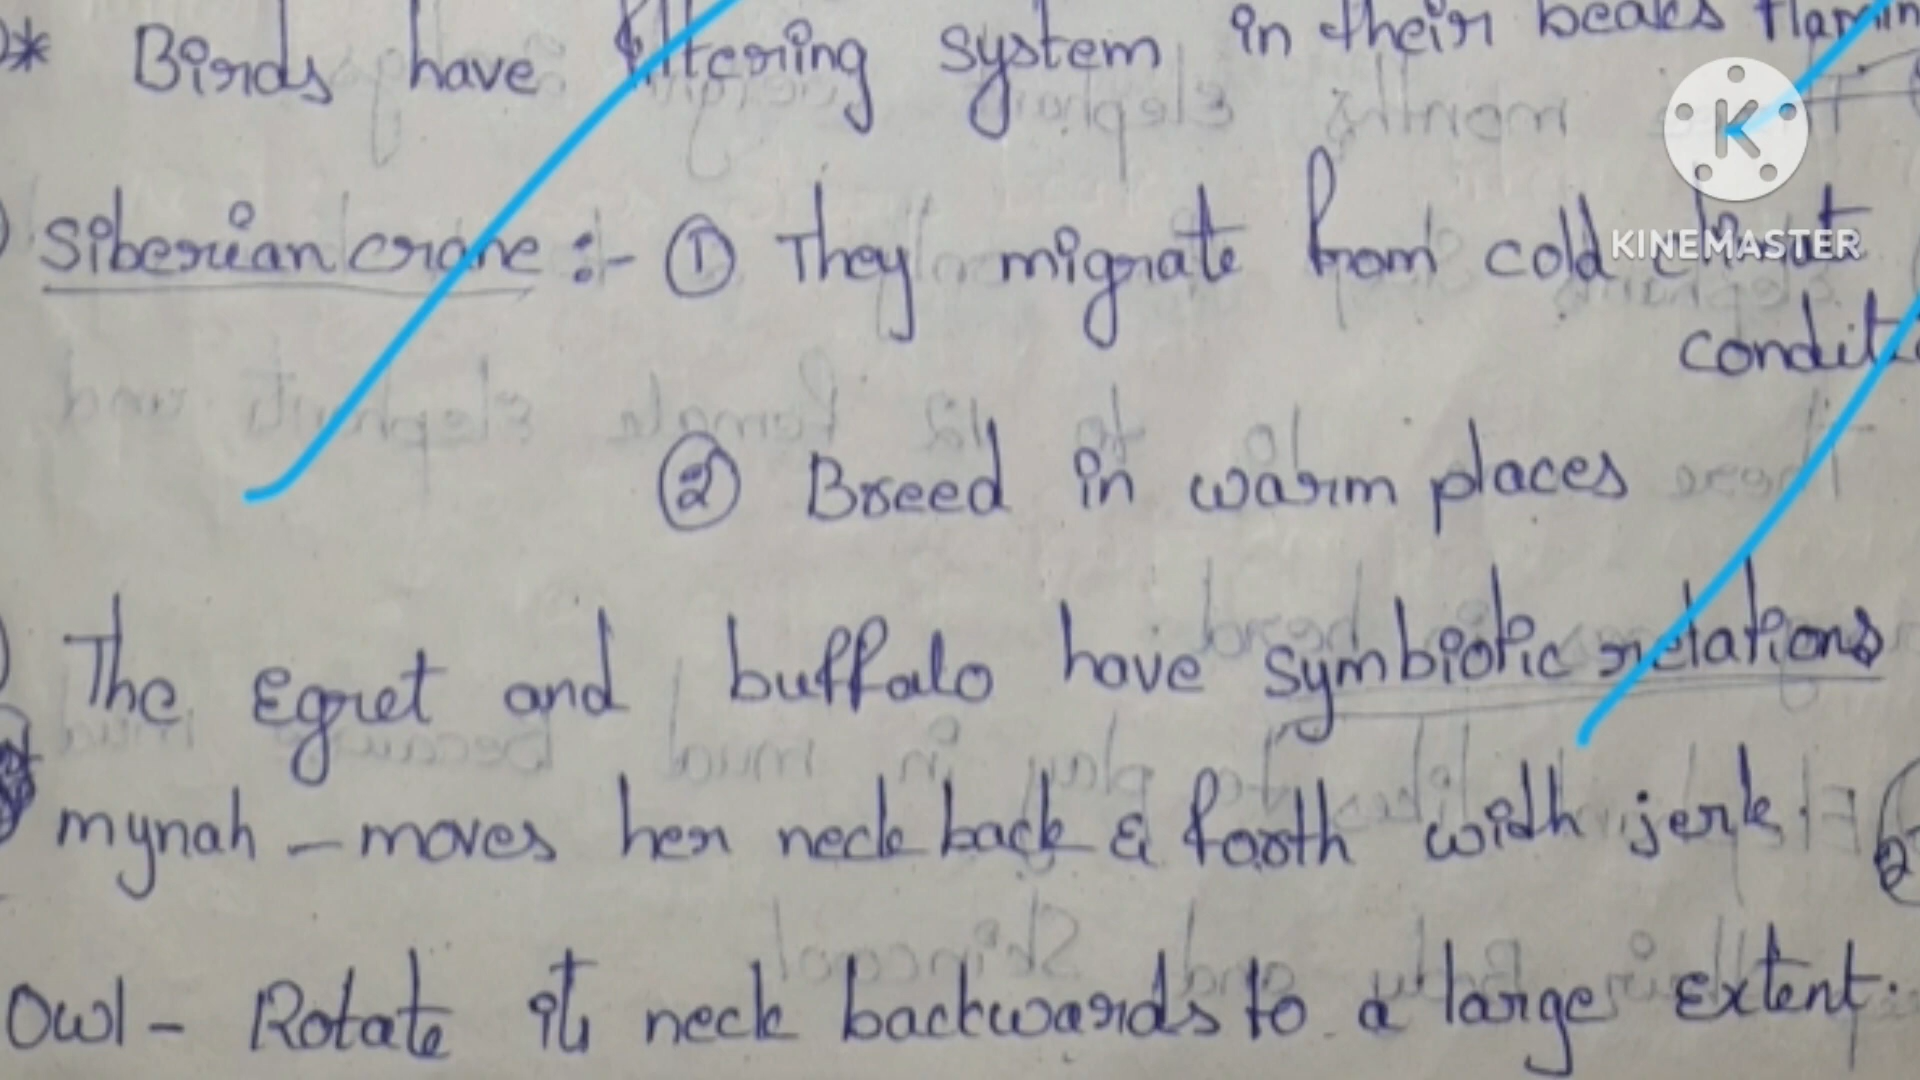 * Birds have filtering system in their beaks
Siberian crane :- ① They migrate from cold climate
② Breed in warm places
The Egret and buffalo have symbiotic relations
mynah - moves her neck back & forth with jerk.
Owl - Rotate its neck backwards to a large extent.
KINEMASTER